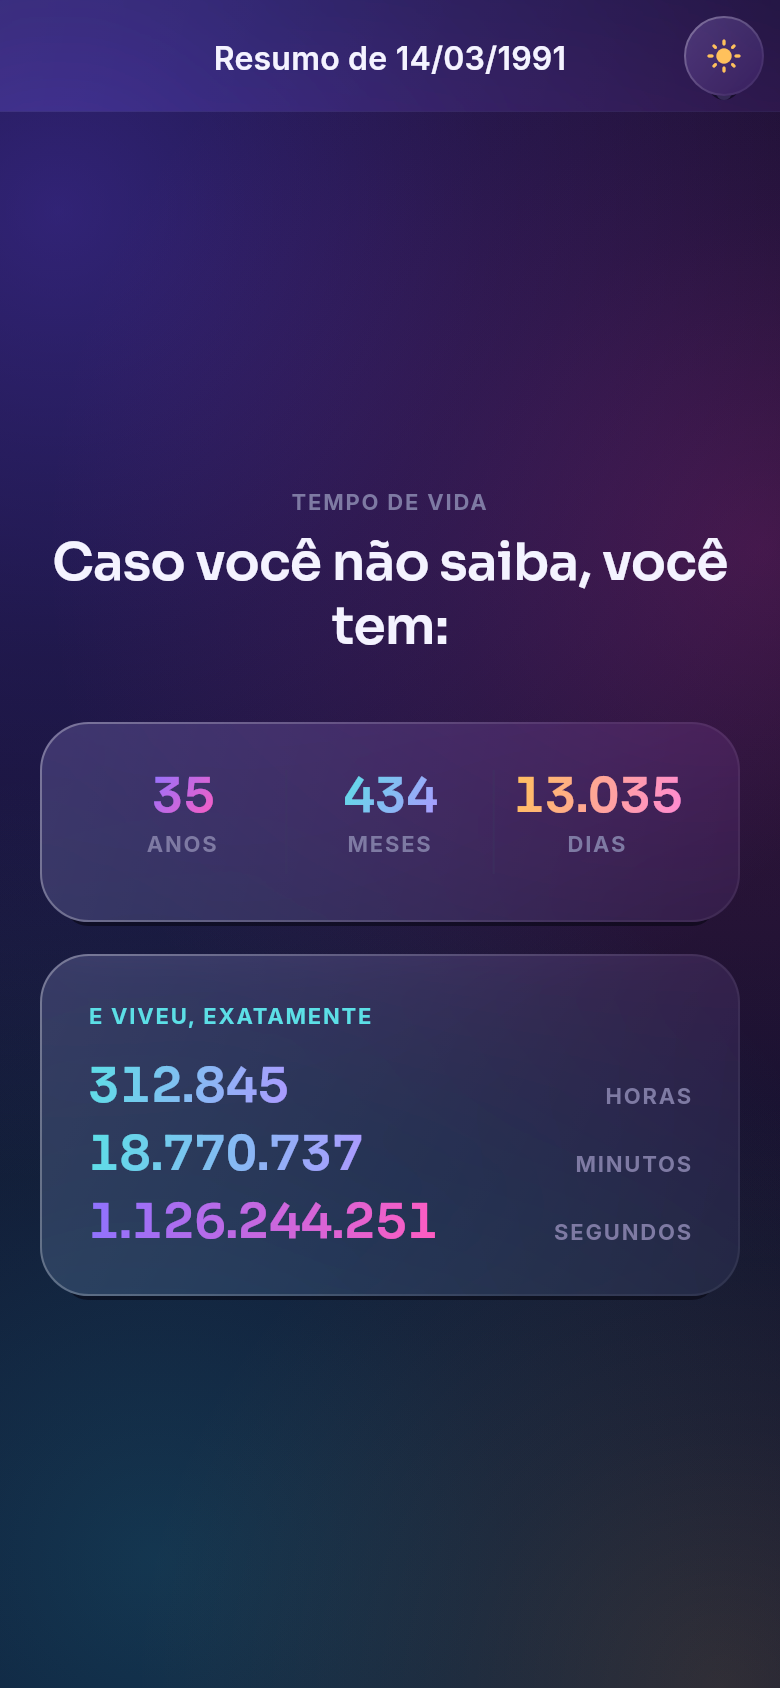 Resumo de 14/03/1991
TEMPO DE VIDA
Caso você não saiba, você
tem:
35 434 13.035
ANOS MESES DIAS
E VIVEU, EXATAMENTE
312.845 HORAS
18.770.737 MINUTOS
1.126.244.251 SEGUNDOS